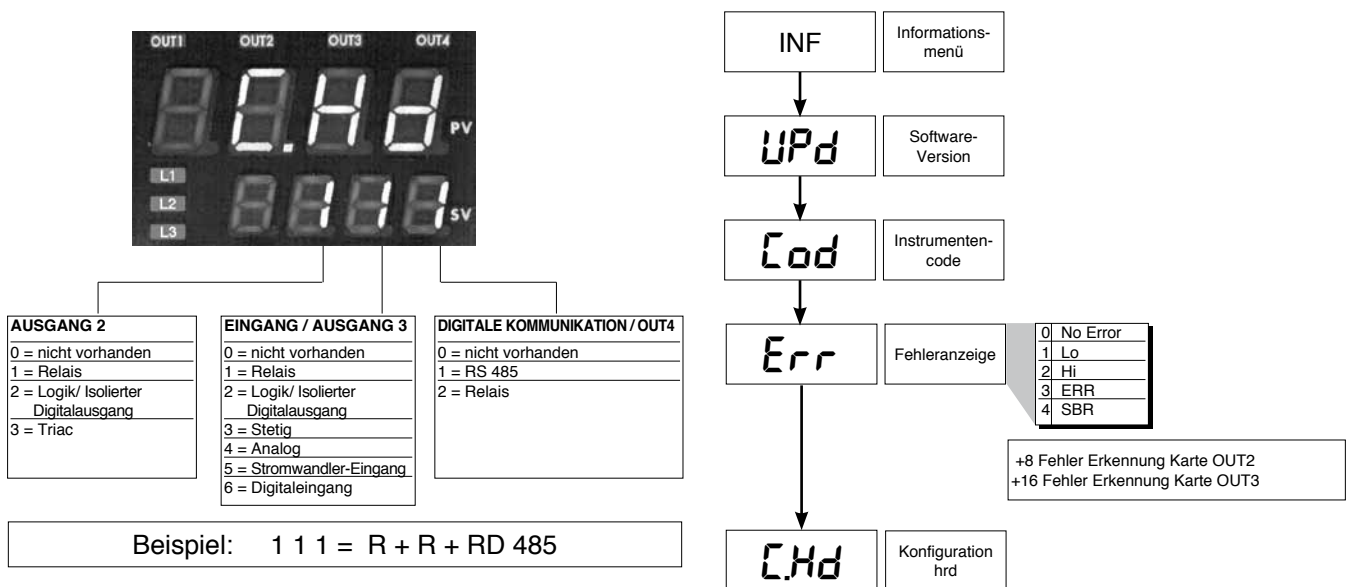 OUT1 OUT2 OUT3 OUT4
C.Hd PV
L1
L2
L3
1 1 1 SV
AUSGANG 2
0 = nicht vorhanden
1 = Relais
2 = Logik/ Isolierter
Digitalausgang
3 = Triac
EINGANG / AUSGANG 3
0 = nicht vorhanden
1 = Relais
2 = Logik/ Isolierter
Digitalausgang
3 = Stetig
4 = Analog
5 = Stromwandler-Eingang
6 = Digitaleingang
DIGITALE KOMMUNIKATION / OUT4
0 = nicht vorhanden
1 = RS 485
2 = Relais
Beispiel: 1 1 1 = R + R + RD 485
INF
Informations-
menü
UPd
Software-
Version
Cod
Instrumenten-
code
Err
Fehleranzeige
0 No Error
1 Lo
2 Hi
3 ERR
4 SBR
+8 Fehler Erkennung Karte OUT2
+16 Fehler Erkennung Karte OUT3
C.Hd
Konfiguration
hrd